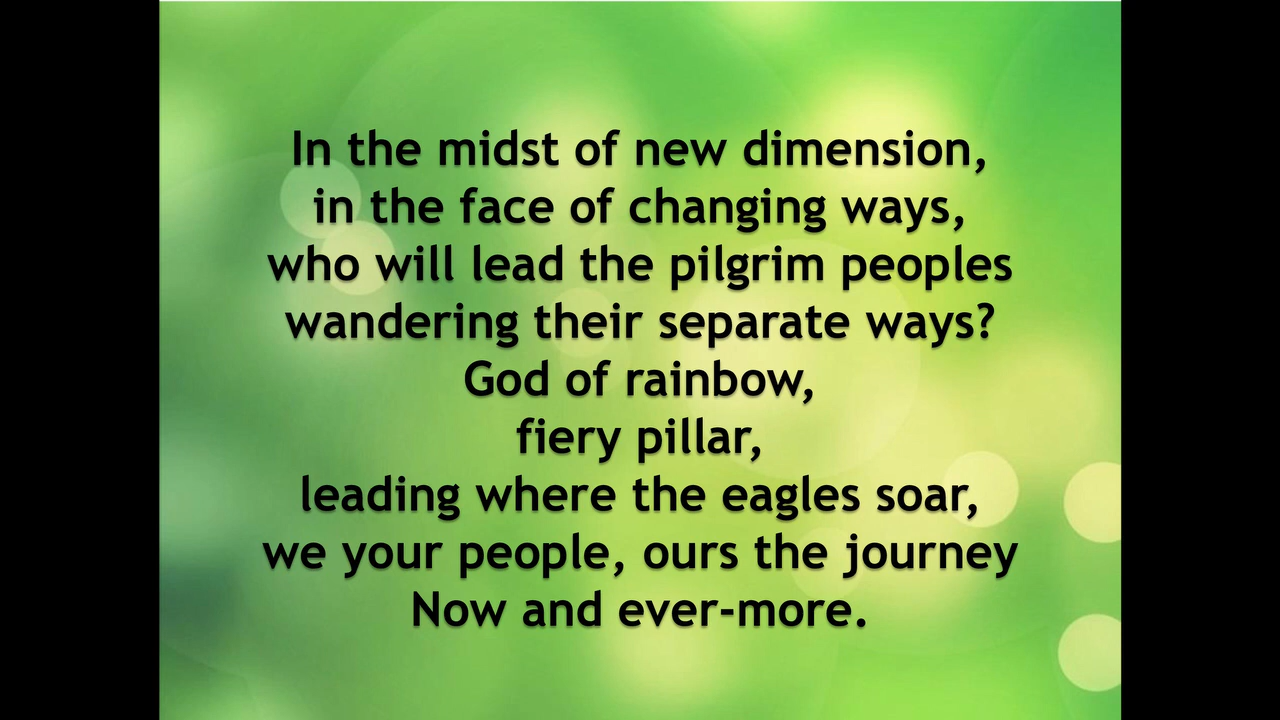 In the midst of new dimension,
in the face of changing ways,
who will lead the pilgrim peoples
wandering their separate ways?
God of rainbow,
fiery pillar,
leading where the eagles soar,
we your people, ours the journey
Now and ever-more.